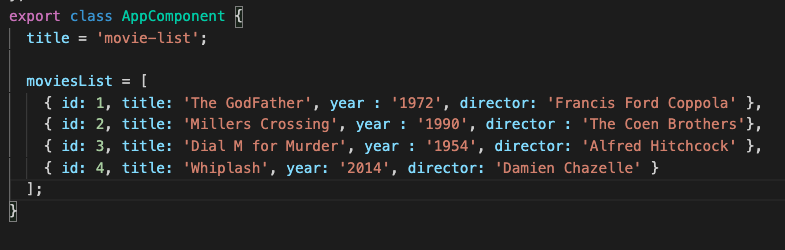 export class AppComponent {
title = 'movie-list';
moviesList = [
{ id: 1, title: 'The GodFather', year : '1972', director: 'Francis Ford Coppola' },
{ id: 2, title: 'Millers Crossing', year : '1990', director : 'The Coen Brothers'},
{ id: 3, title: 'Dial M for Murder', year : '1954', director: 'Alfred Hitchcock' },
{ id: 4, title: 'Whiplash', year: '2014', director: 'Damien Chazelle' }
];
}